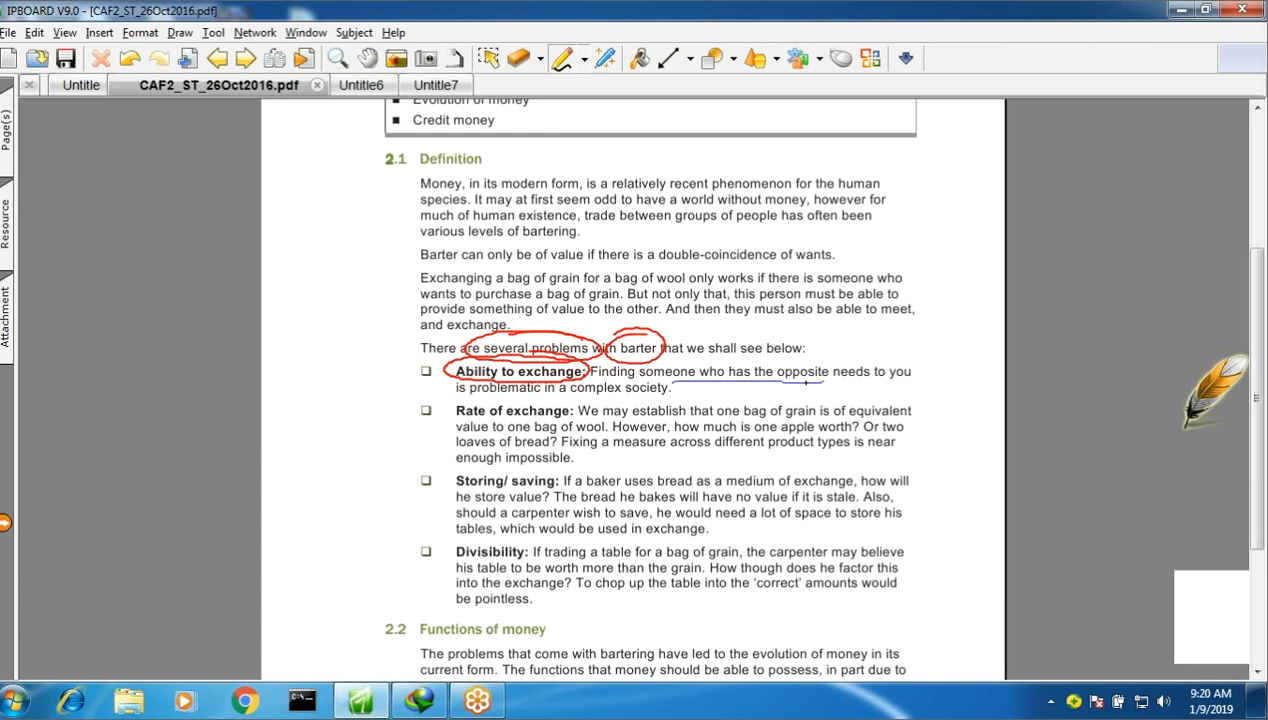 IPBOARD V9.0 - [CAF2_ST_26Oct2016.pdf]
File Edit View Insert Format Draw Tool Network Window Subject Help
Untitle CAF2_ST_26Oct2016.pdf Untitle6 Untitle7
Page(s)
Resource
Attachment
■ Evolution of money
■ Credit money
2.1 Definition
Money, in its modern form, is a relatively recent phenomenon for the human
species. It may at first seem odd to have a world without money, however for
much of human existence, trade between groups of people has often been
various levels of bartering.
Barter can only be of value if there is a double-coincidence of wants.
Exchanging a bag of grain for a bag of wool only works if there is someone who
wants to purchase a bag of grain. But not only that, this person must be able to
provide something of value to the other. And then they must also be able to meet,
and exchange.
There are several problems with barter that we shall see below:
❑ Ability to exchange: Finding someone who has the opposite needs to you
is problematic in a complex society.
❑ Rate of exchange: We may establish that one bag of grain is of equivalent
value to one bag of wool. However, how much is one apple worth? Or two
loaves of bread? Fixing a measure across different product types is near
enough impossible.
❑ Storing/ saving: If a baker uses bread as a medium of exchange, how will
he store value? The bread he bakes will have no value if it is stale. Also,
should a carpenter wish to save, he would need a lot of space to store his
tables, which would be used in exchange.
❑ Divisibility: If trading a table for a bag of grain, the carpenter may believe
his table to be worth more than the grain. How though does he factor this
into the exchange? To chop up the table into the ‘correct’ amounts would
be pointless.
2.2 Functions of money
The problems that come with bartering have led to the evolution of money in its
current form. The functions that money should be able to possess, in part due to
9:20 AM
1/9/2019